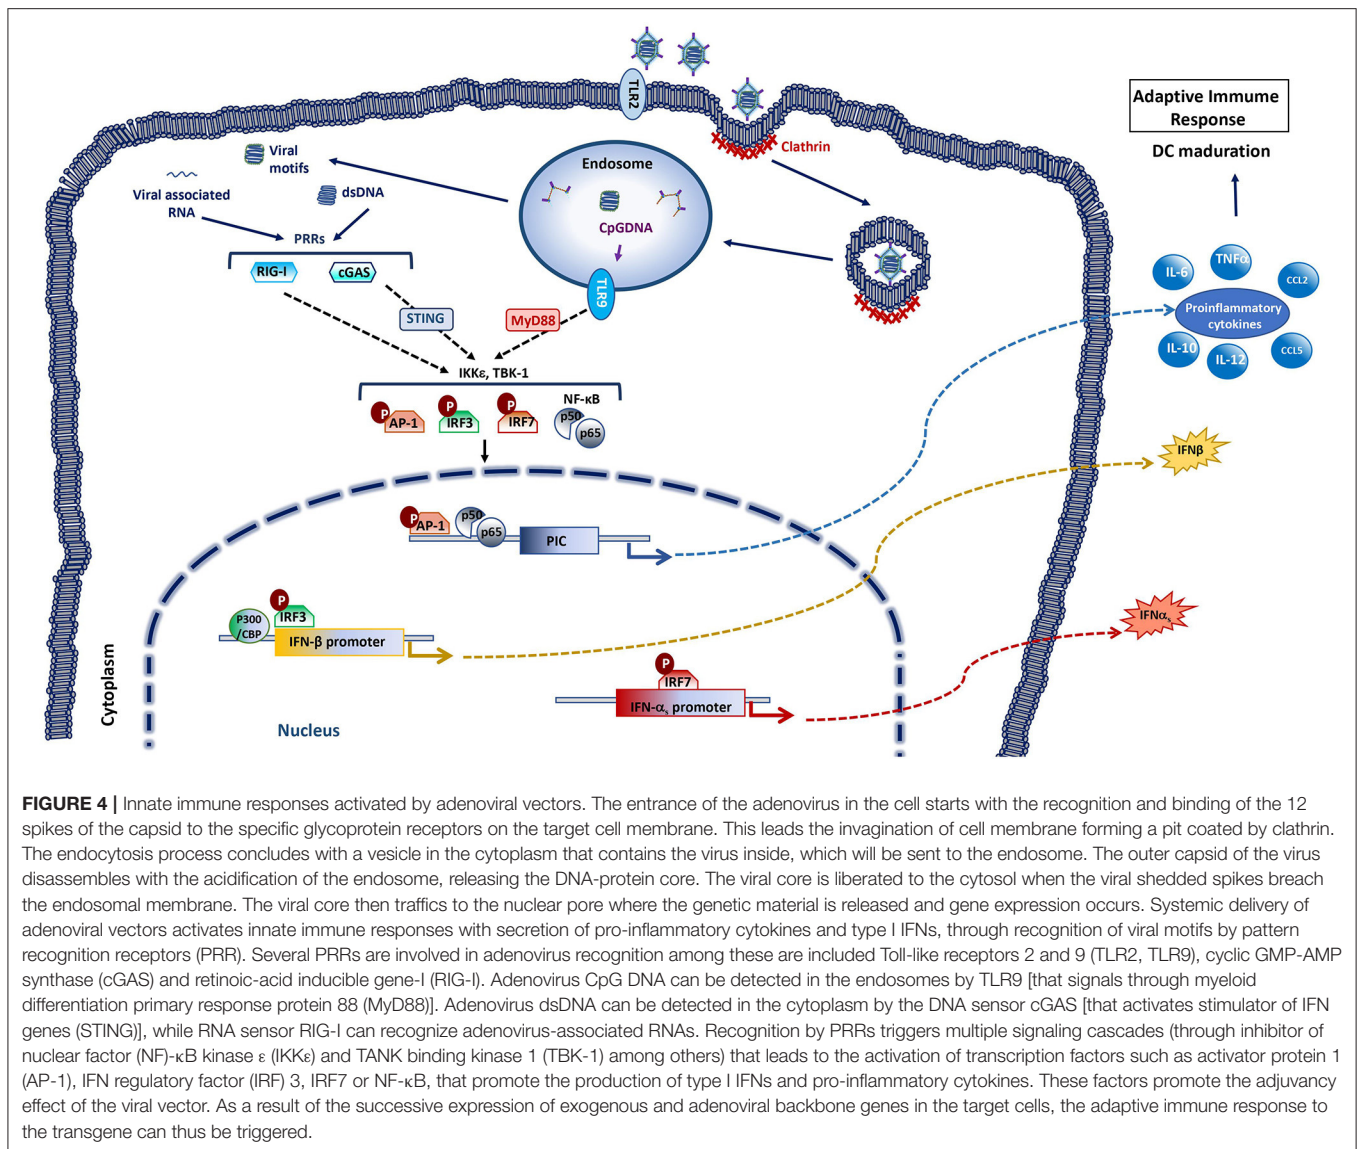 TLR2
Adaptive Immume
Response
DC maduration
Clathrin
Viral
motifs
Endosome
Viral associated
RNA
dsDNA
CpGDNA
PRRs
RIG-I
cGAS
TLR9
STING
MyD88
IL-6
TNFα
CCL2
Proinflammatory
cytokines
IL-10
IL-12
CCL5
IKKε, TBK-1
P
AP-1
P
IRF3
P
IRF7
NF-κB
p50
p65
IFNβ
P
AP-1
p50
p65
PIC
P300
/CBP
P
IRF3
IFN-β promoter
IFNαs
P
IRF7
IFN-αs promoter
Cytoplasm
Nucleus
FIGURE 4 | Innate immune responses activated by adenoviral vectors. The entrance of the adenovirus in the cell starts with the recognition and binding of the 12
spikes of the capsid to the specific glycoprotein receptors on the target cell membrane. This leads the invagination of cell membrane forming a pit coated by clathrin.
The endocytosis process concludes with a vesicle in the cytoplasm that contains the virus inside, which will be sent to the endosome. The outer capsid of the virus
disassembles with the acidification of the endosome, releasing the DNA-protein core. The viral core is liberated to the cytosol when the viral shedded spikes breach
the endosomal membrane. The viral core then traffics to the nuclear pore where the genetic material is released and gene expression occurs. Systemic delivery of
adenoviral vectors activates innate immune responses with secretion of pro-inflammatory cytokines and type I IFNs, through recognition of viral motifs by pattern
recognition receptors (PRR). Several PRRs are involved in adenovirus recognition among these are included Toll-like receptors 2 and 9 (TLR2, TLR9), cyclic GMP-AMP
synthase (cGAS) and retinoic-acid inducible gene-I (RIG-I). Adenovirus CpG DNA can be detected in the endosomes by TLR9 [that signals through myeloid
differentiation primary response protein 88 (MyD88)]. Adenovirus dsDNA can be detected in the cytoplasm by the DNA sensor cGAS [that activates stimulator of IFN
genes (STING)], while RNA sensor RIG-I can recognize adenovirus-associated RNAs. Recognition by PRRs triggers multiple signaling cascades (through inhibitor of
nuclear factor (NF)-κB kinase ε (IKKε) and TANK binding kinase 1 (TBK-1) among others) that leads to the activation of transcription factors such as activator protein 1
(AP-1), IFN regulatory factor (IRF) 3, IRF7 or NF-κB, that promote the production of type I IFNs and pro-inflammatory cytokines. These factors promote the adjuvancy
effect of the viral vector. As a result of the successive expression of exogenous and adenoviral backbone genes in the target cells, the adaptive immune response to
the transgene can thus be triggered.